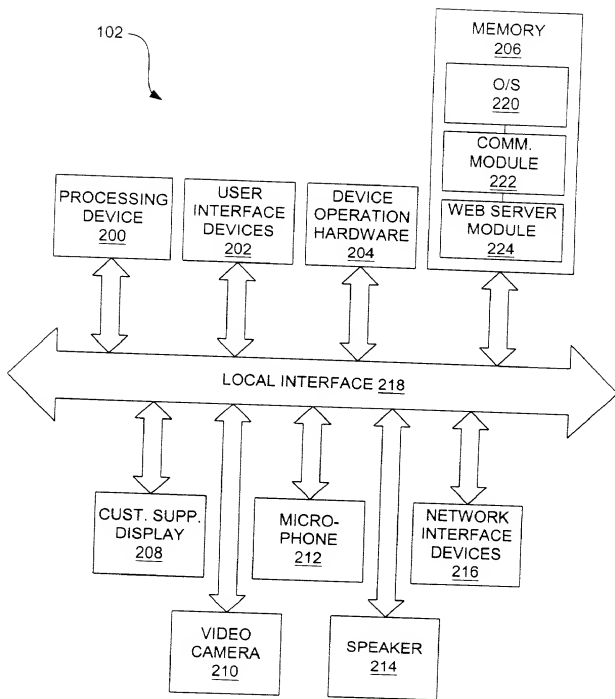 102
MEMORY
206
O/S
220
COMM.
MODULE
222
WEB SERVER
MODULE
224
PROCESSING
DEVICE
200
USER
INTERFACE
DEVICES
202
DEVICE
OPERATION
HARDWARE
204
LOCAL INTERFACE 218
CUST. SUPP.
DISPLAY
208
MICRO-
PHONE
212
NETWORK
INTERFACE
DEVICES
216
VIDEO
CAMERA
210
SPEAKER
214